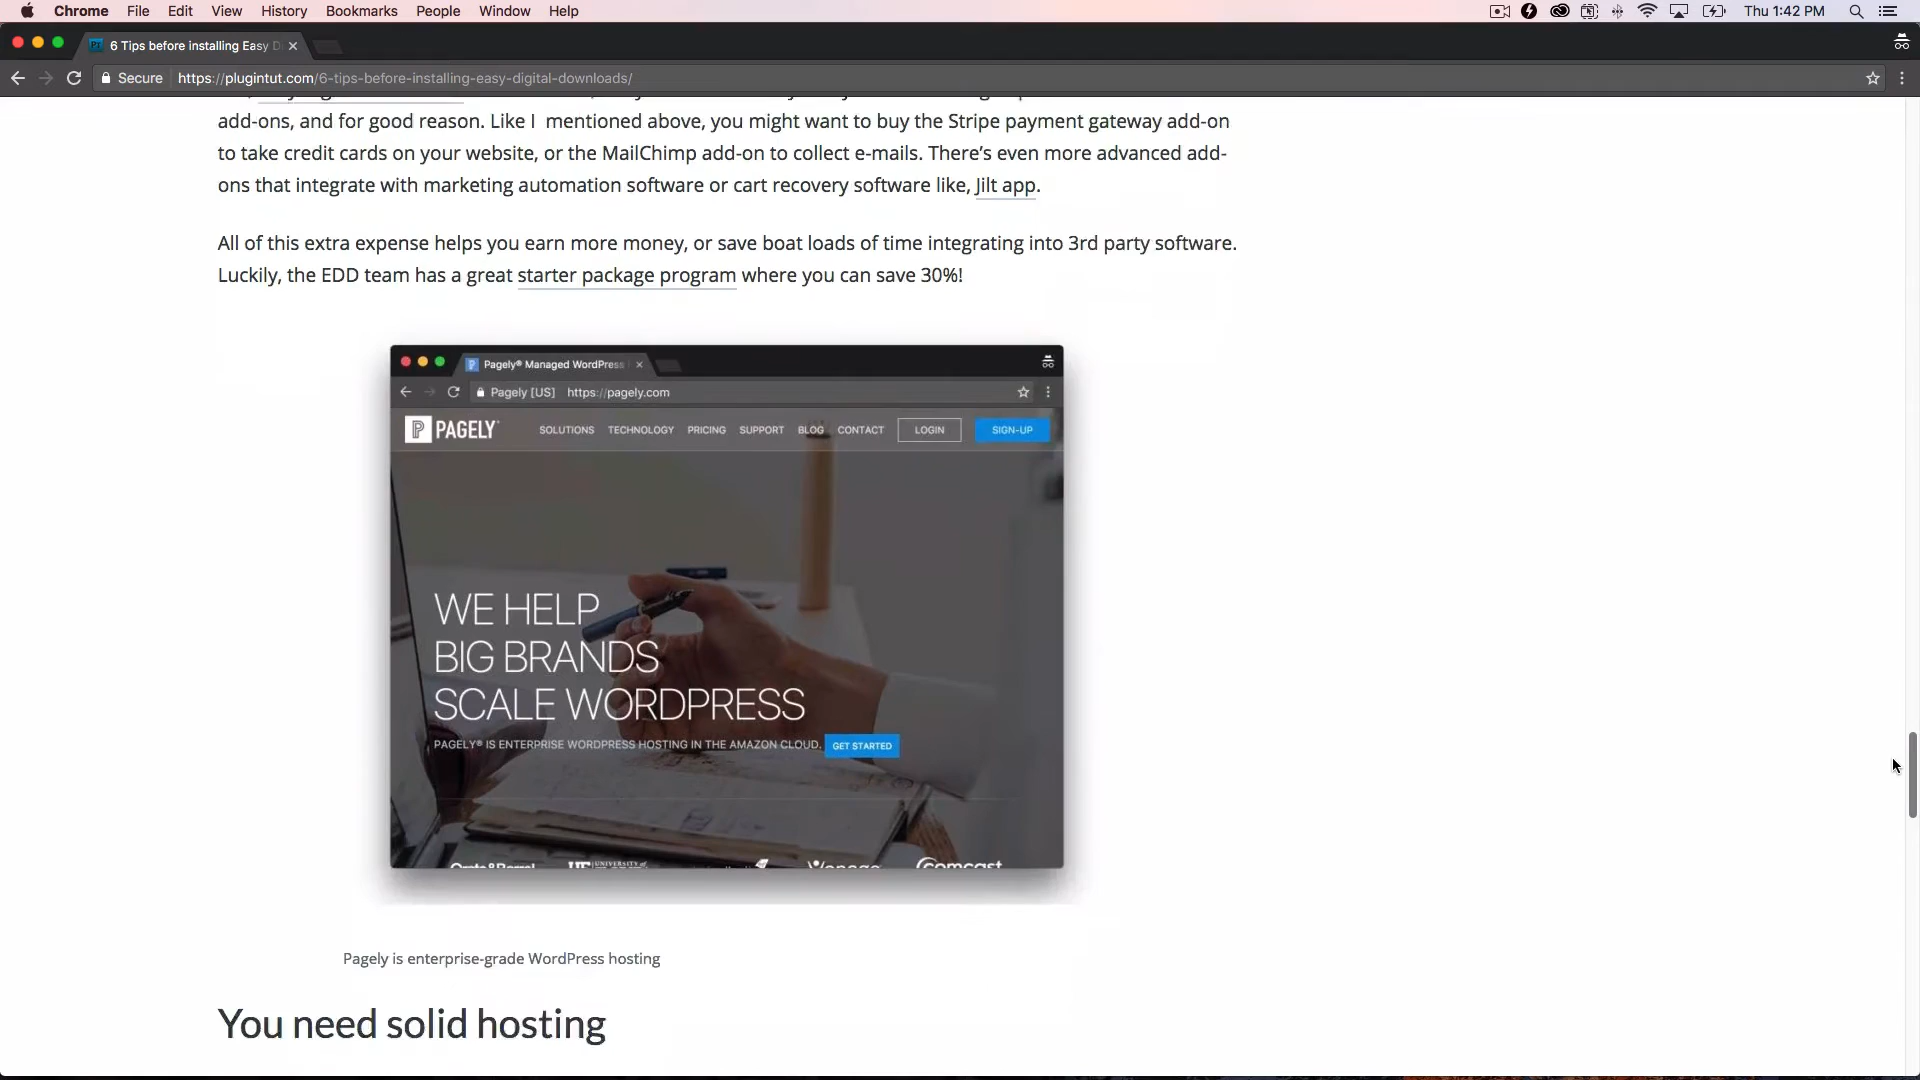 Chrome File Edit View History Bookmarks People Window Help Thu 1:42 PM
6 Tips before installing Easy D
Secure https://plugintut.com/6-tips-before-installing-easy-digital-downloads/
add-ons, and for good reason. Like I mentioned above, you might want to buy the Stripe payment gateway add-on
to take credit cards on your website, or the MailChimp add-on to collect e-mails. There’s even more advanced add-
ons that integrate with marketing automation software or cart recovery software like, Jilt app.
All of this extra expense helps you earn more money, or save boat loads of time integrating into 3rd party software.
Luckily, the EDD team has a great starter package program where you can save 30%!
Pagely® Managed WordPress
Pagely [US] https://pagely.com
PAGELY SOLUTIONS TECHNOLOGY PRICING SUPPORT BLOG CONTACT LOGIN SIGN-UP
WE HELP
BIG BRANDS
SCALE WORDPRESS
PAGELY® IS ENTERPRISE WORDPRESS HOSTING IN THE AMAZON CLOUD. GET STARTED
Crate&Barrel UNIVERSITY of vonage comcast
Pagely is enterprise-grade WordPress hosting
You need solid hosting